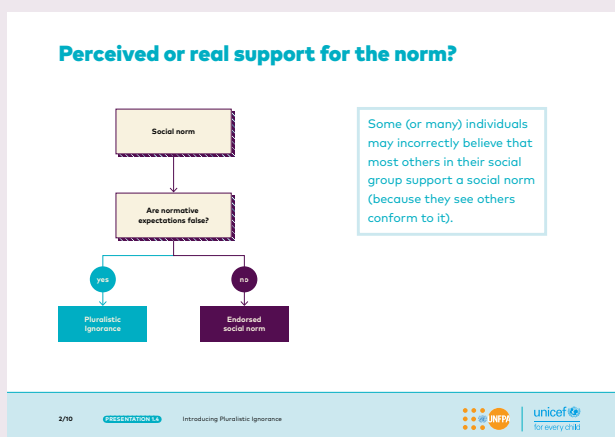 Perceived or real support for the norm?
Social norm
Are normative
expectations false?
yes
no
Pluralistic
Ignorance
Endorsed
social norm
Some (or many) individuals
may incorrectly believe that
most others in their social
group support a social norm
(because they see others
conform to it).
2/10
PRESENTATION 1.4
Introducing Pluralistic Ignorance
UNFPA
unicef
for every child